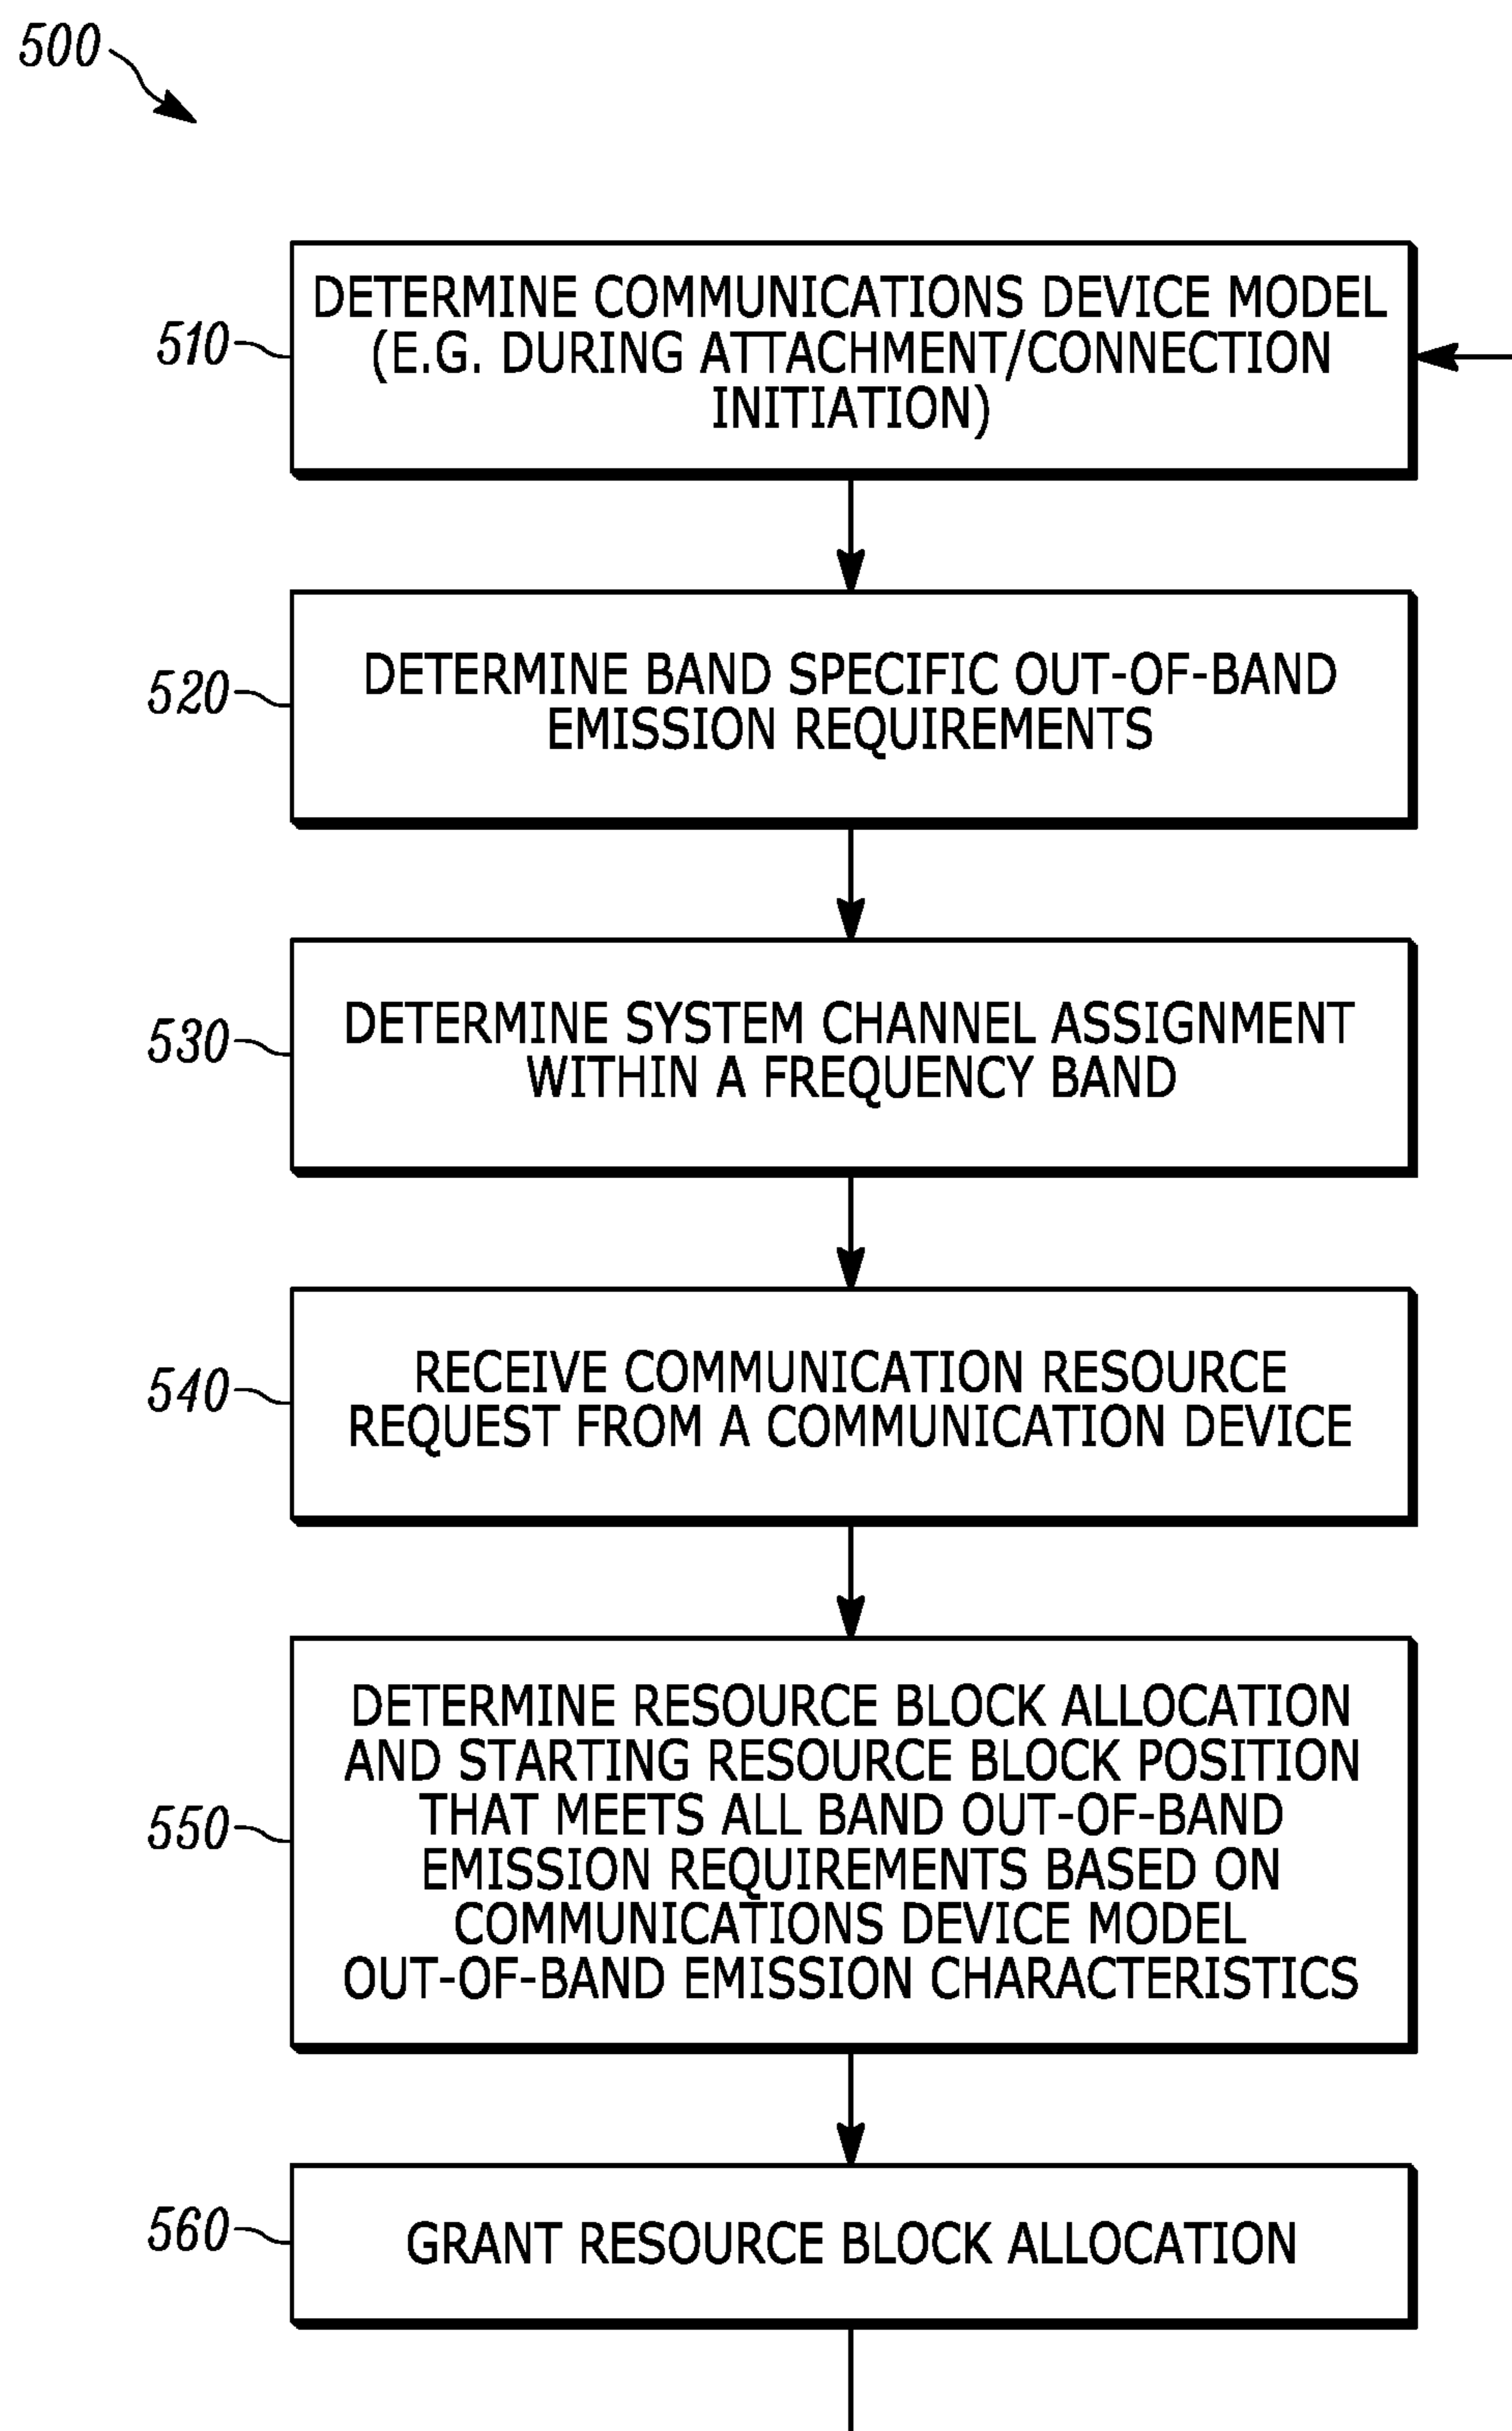 500
510
DETERMINE COMMUNICATIONS DEVICE MODEL
(E.G. DURING ATTACHMENT/CONNECTION
INITIATION)
520
DETERMINE BAND SPECIFIC OUT-OF-BAND
EMISSION REQUIREMENTS
530
DETERMINE SYSTEM CHANNEL ASSIGNMENT
WITHIN A FREQUENCY BAND
540
RECEIVE COMMUNICATION RESOURCE
REQUEST FROM A COMMUNICATION DEVICE
550
DETERMINE RESOURCE BLOCK ALLOCATION
AND STARTING RESOURCE BLOCK POSITION
THAT MEETS ALL BAND OUT-OF-BAND
EMISSION REQUIREMENTS BASED ON
COMMUNICATIONS DEVICE MODEL
OUT-OF-BAND EMISSION CHARACTERISTICS
560
GRANT RESOURCE BLOCK ALLOCATION